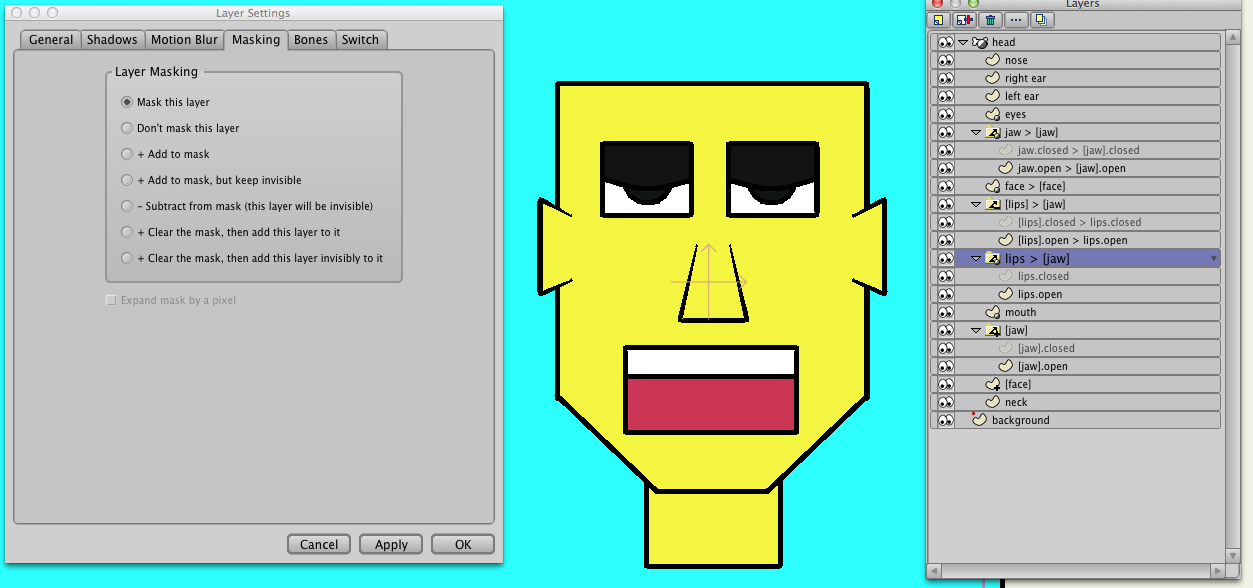 Layer Settings
General Shadows Motion Blur Masking Bones Switch
Layer Masking
Mask this layer
Don't mask this layer
+ Add to mask
+ Add to mask, but keep invisible
- Subtract from mask (this layer will be invisible)
+ Clear the mask, then add this layer to it
+ Clear the mask, then add this layer invisibly to it
Expand mask by a pixel
Cancel Apply OK
Layers
head
nose
right ear
left ear
eyes
jaw > [jaw]
jaw.closed > [jaw].closed
jaw.open > [jaw].open
face > [face]
[lips] > [jaw]
[lips].closed > lips.closed
[lips].open > lips.open
lips > [jaw]
lips.closed
lips.open
mouth
[jaw]
[jaw].closed
[jaw].open
[face]
neck
background